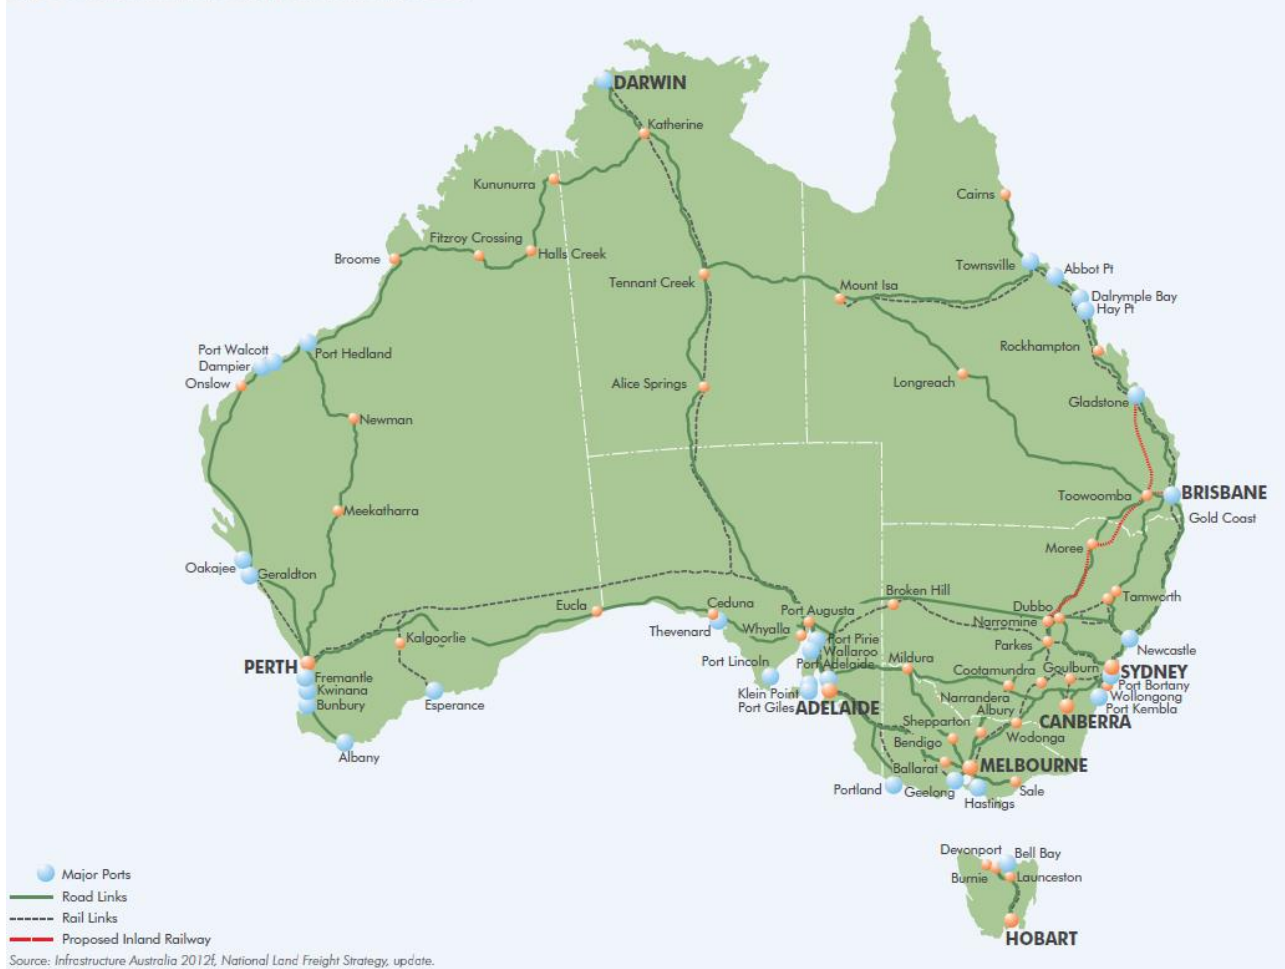 DARWIN
Katherine
Kununurra
Cairns
Fitzroy Crossing
Halls Creek
Broome
Townsville
Abbot Pt
Tennant Creek
Mount Isa
Dalrymple Bay
Hay Pt
Port Walcott
Port Hedland
Dampier
Rockhampton
Onslow
Alice Springs
Longreach
Gladstone
Newman
Toowoomba
BRISBANE
Meekatharra
Gold Coast
Moree
Oakajee
Geraldton
Broken Hill
Tamworth
Eucla
Ceduna
Port Augusta
Dubbo
Thevenard
Whyalla
Narromine
Kalgoorlie
Port Pirie
Parkes
Newcastle
Wallaroo
PERTH
Port Lincoln
Port Adelaide
Mildura
Cootamundra
Goulburn
SYDNEY
Fremantle
Port Bortany
Kwinana
Klein Point
Narrandera
Wollongong
Bunbury
Esperance
Port Giles
ADELAIDE
Albury
Port Kembla
Shepparton
CANBERRA
Bendigo
Wodonga
Albany
Ballarat
MELBOURNE
Portland
Geelong
Sale
Hastings
Devonport
Bell Bay
Burnie
Launceston
HOBART
Major Ports
Road Links
Rail Links
Proposed Inland Railway
Source: Infrastructure Australia 2012f, National Land Freight Strategy, update.